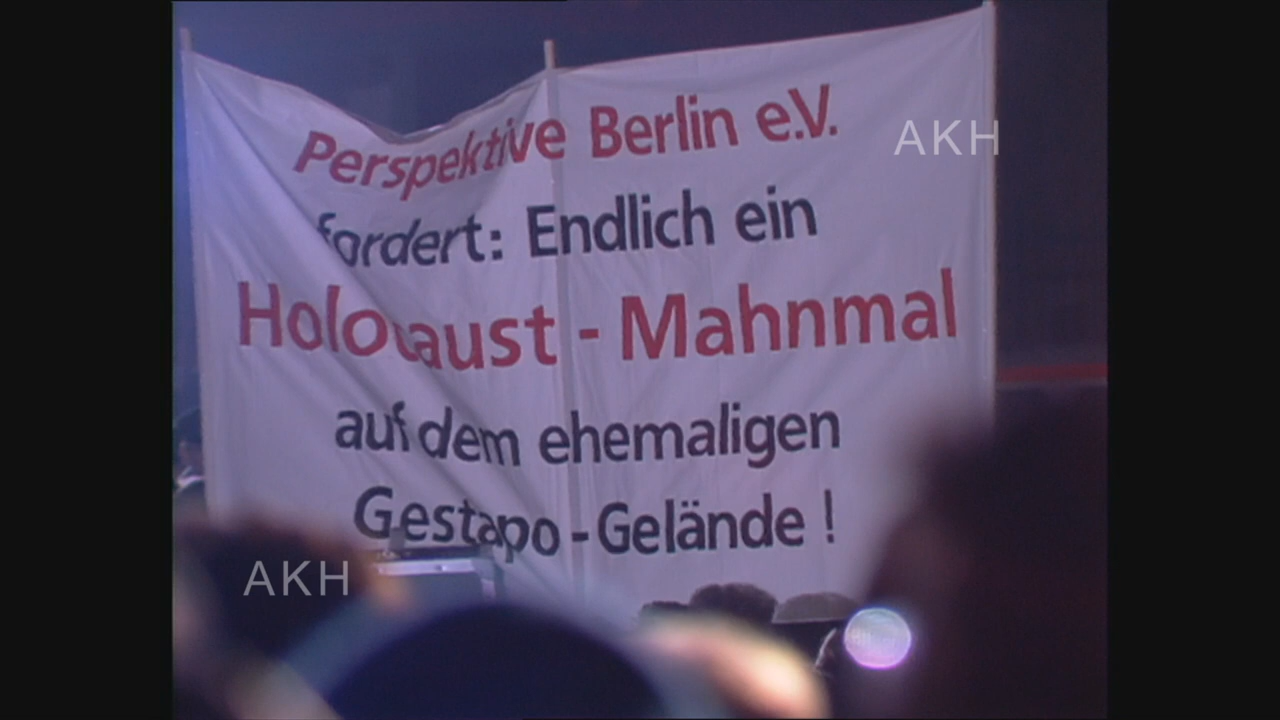 Perspektive Berlin e.V.
fordert: Endlich ein
Holocaust - Mahnmal
auf dem ehemaligen
Gestapo - Gelände !
AKH
AKH